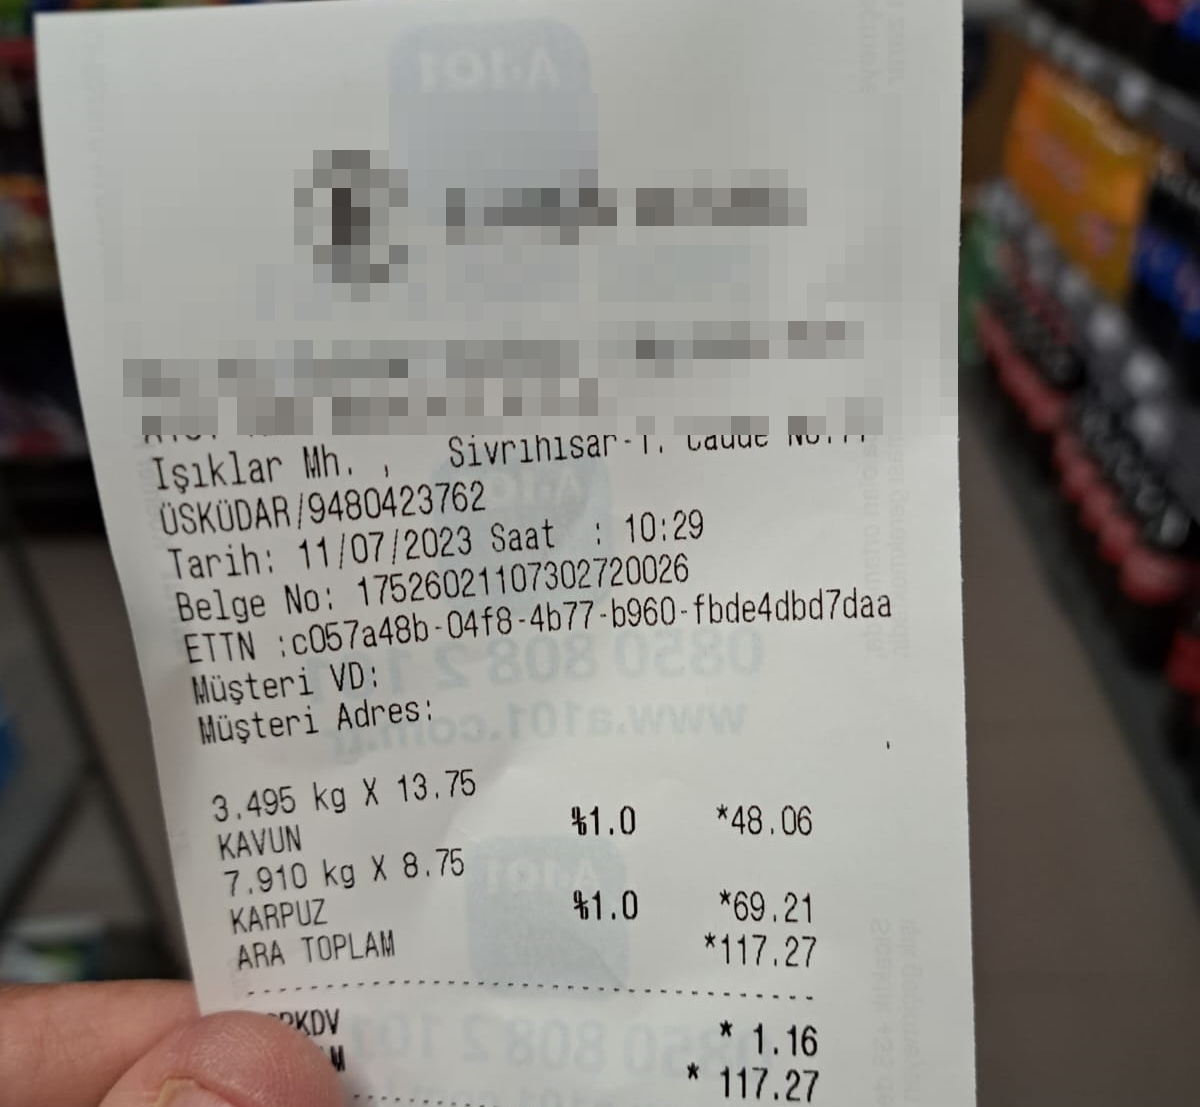 Işıklar Mh. , Sivrihisar-1. Cadde
ÜSKÜDAR/9480423762
Tarih: 11/07/2023 Saat : 10:29
Belge No: 17526021107302720026
ETTN :c057a48b-04f8-4b77-b960-fbde4dbd7daa
Müşteri VD:
Müşteri Adres:
3.495 kg X 13.75
KAVUN %1.0 *48.06
7.910 kg X 8.75
KARPUZ %1.0 *69.21
ARA TOPLAM *117.27
PKDV * 1.16
M * 117.27